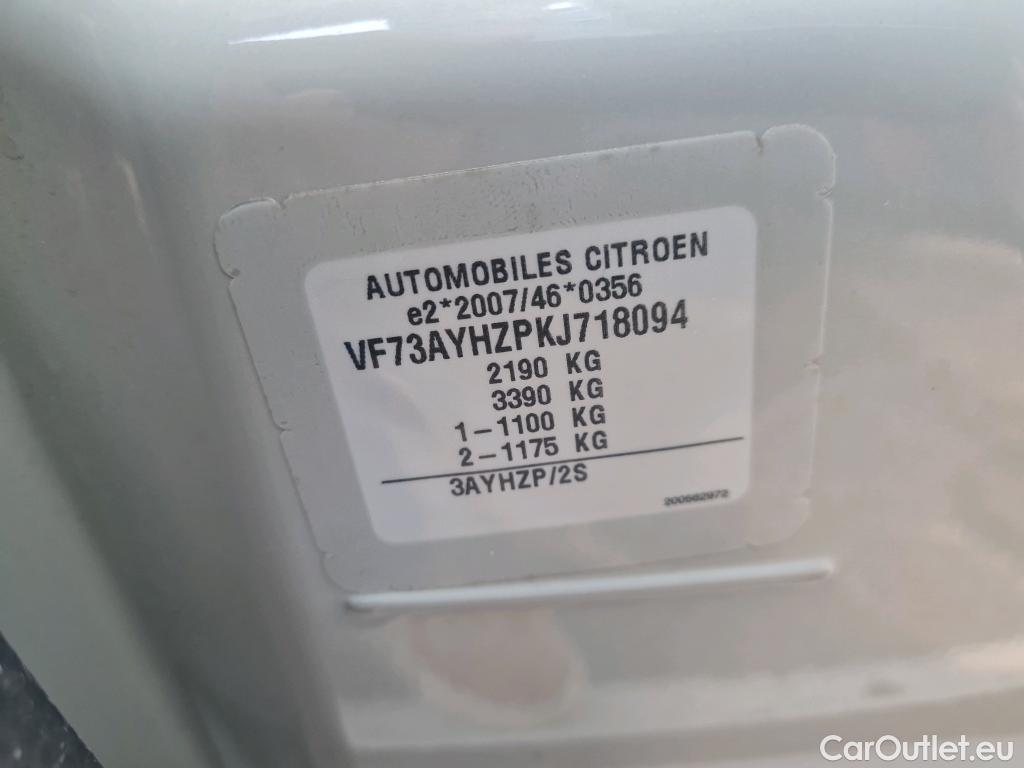 AUTOMOBILES CITROEN
e2*2007/46*0356
VF73AYHZPKJ718094
2190 KG
3390 KG
1-1100 KG
2-1175 KG
3AYHZP/2S
200662972
CarOutlet.eu